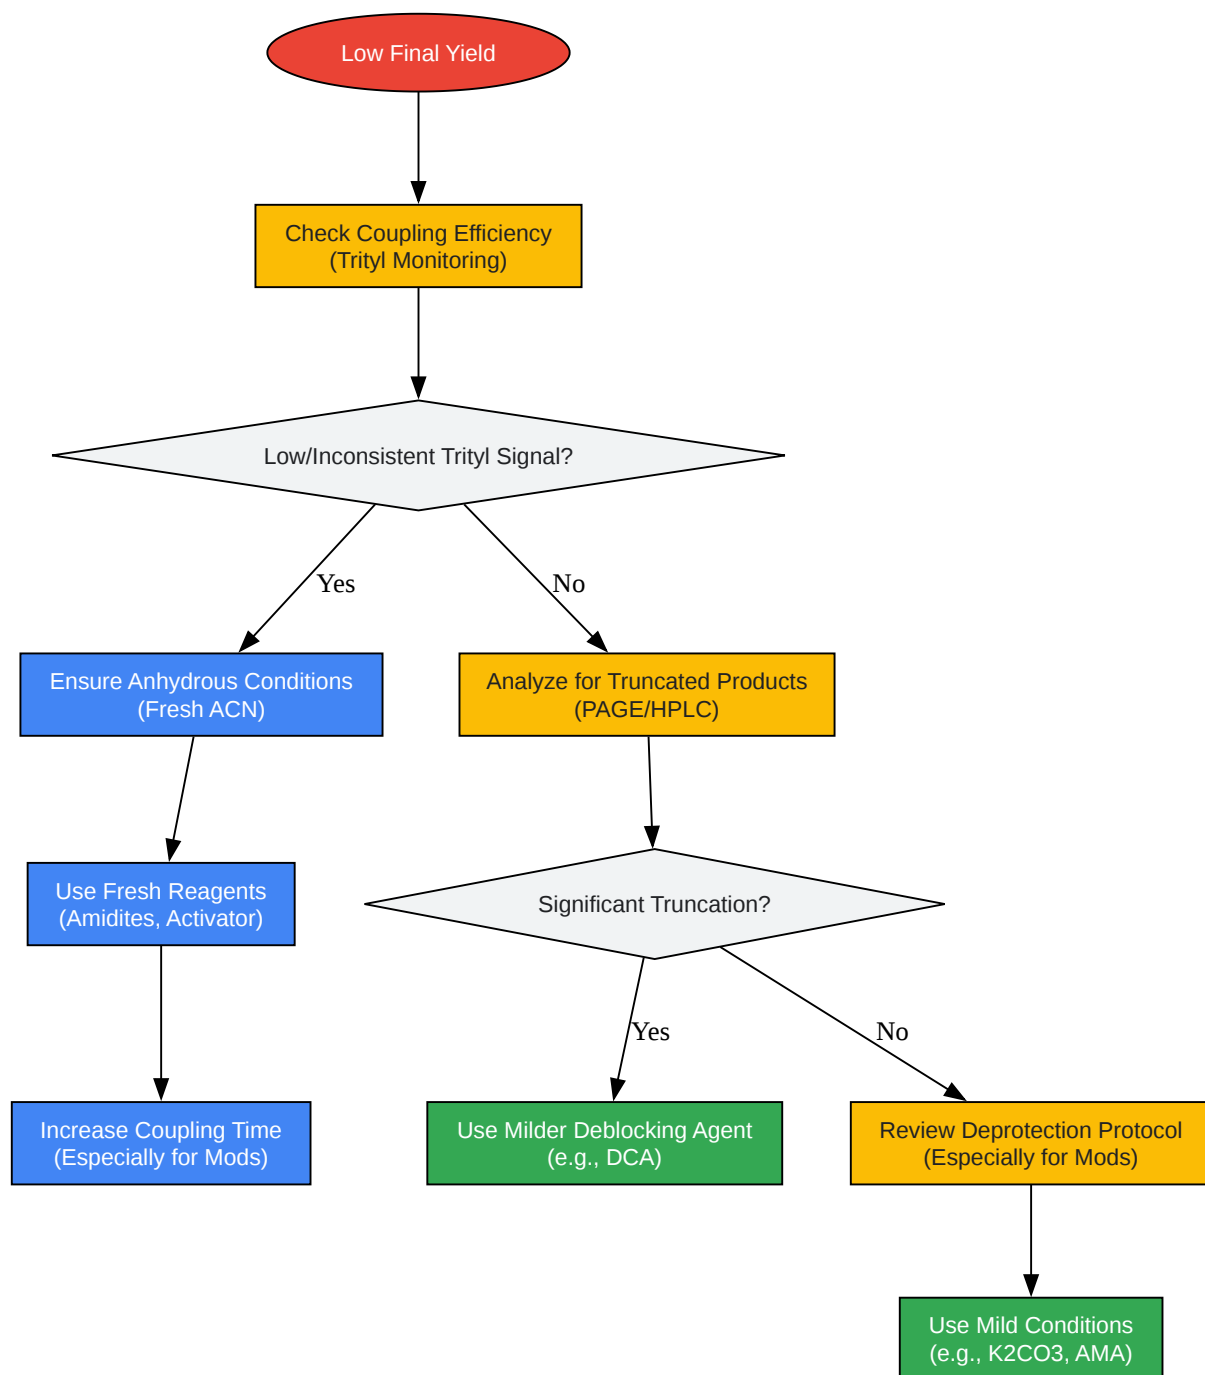 Low Final Yield
Check Coupling Efficiency
(Trityl Monitoring)
Low/Inconsistent Trityl Signal?
Yes
No
Ensure Anhydrous Conditions
(Fresh ACN)
Analyze for Truncated Products
(PAGE/HPLC)
Use Fresh Reagents
(Amidites, Activator)
Significant Truncation?
Yes
No
Increase Coupling Time
(Especially for Mods)
Use Milder Deblocking Agent
(e.g., DCA)
Review Deprotection Protocol
(Especially for Mods)
Use Mild Conditions
(e.g., K2CO3, AMA)